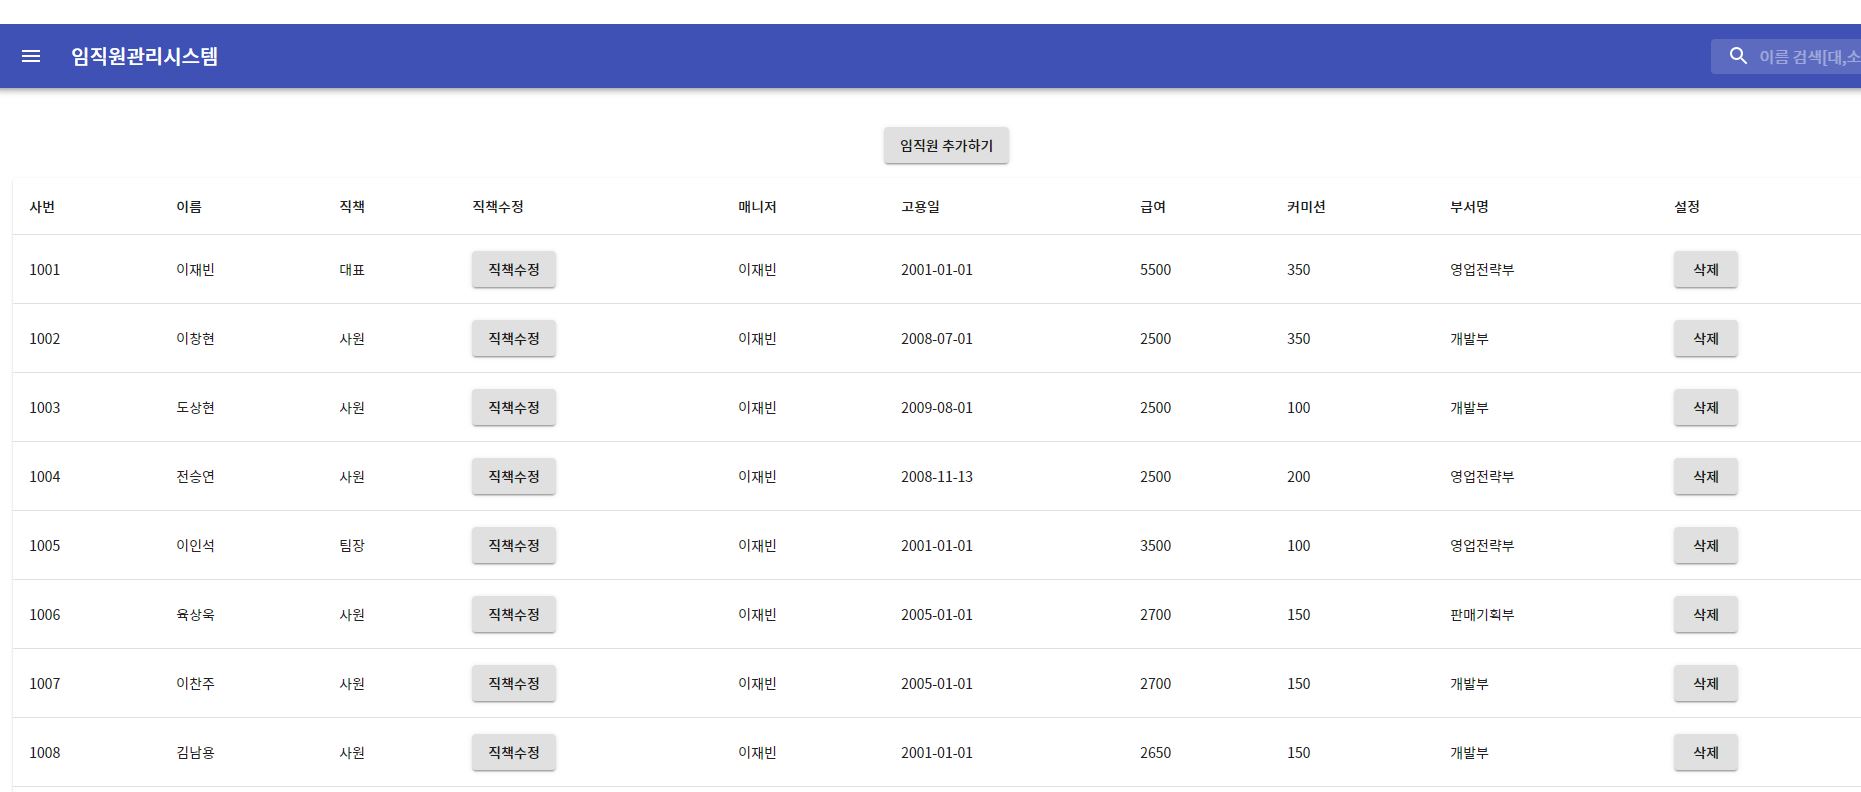 임직원관리시스템
이름 검색[대,소
임직원 추가하기
사번 이름 직책 직책수정 매니저 고용일 급여 커미션 부서명 설정
1001 이재빈 대표 직책수정 이재빈 2001-01-01 5500 350 영업전략부 삭제
1002 이창현 사원 직책수정 이재빈 2008-07-01 2500 350 개발부 삭제
1003 도상현 사원 직책수정 이재빈 2009-08-01 2500 100 개발부 삭제
1004 전승연 사원 직책수정 이재빈 2008-11-13 2500 200 영업전략부 삭제
1005 이인석 팀장 직책수정 이재빈 2001-01-01 3500 100 영업전략부 삭제
1006 육상욱 사원 직책수정 이재빈 2005-01-01 2700 150 판매기획부 삭제
1007 이찬주 사원 직책수정 이재빈 2005-01-01 2700 150 개발부 삭제
1008 김남용 사원 직책수정 이재빈 2001-01-01 2650 150 개발부 삭제